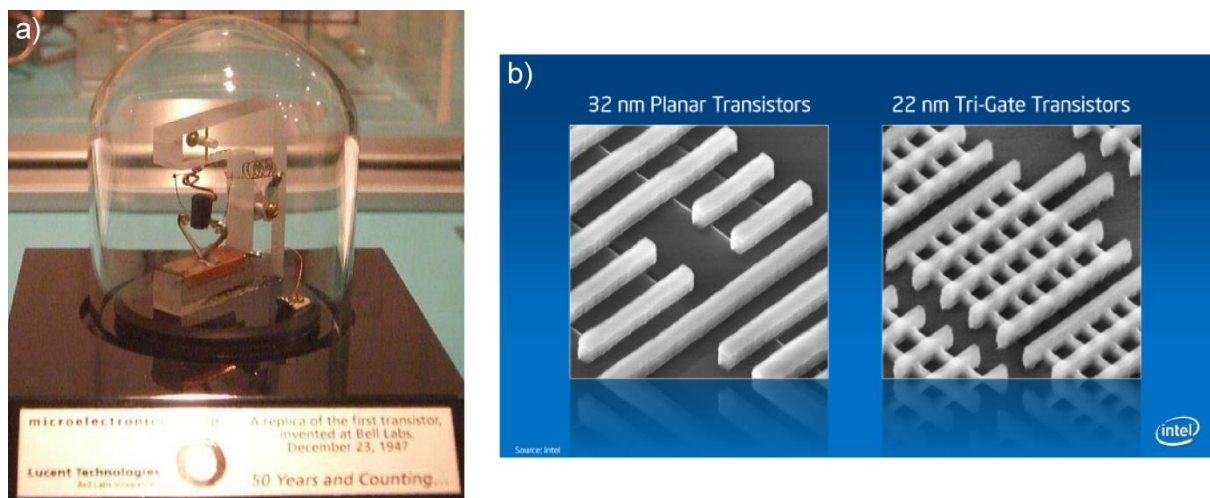 a)
microelectronics
A replica of the first transistor,
invented at Bell Labs,
December 23, 1947
Lucent Technologies
Bell Labs Innovations
50 Years and Counting...
b)
32 nm Planar Transistors
22 nm Tri-Gate Transistors
Source: Intel
intel